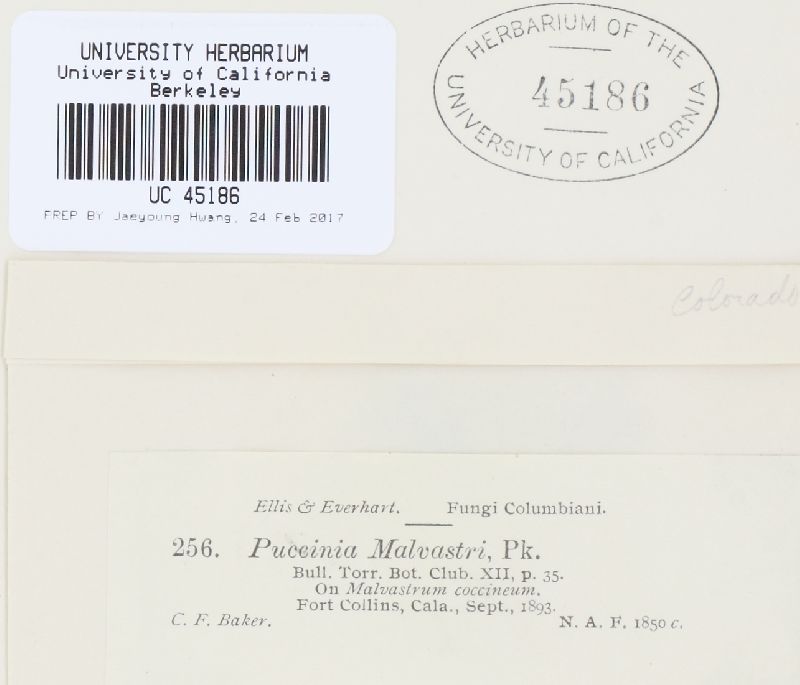 UNIVERSITY HERBARIUM
University of California
Berkeley
UC 45186
PREP BY Jaeyoung Hwang, 24 Feb 2017
HERBARIUM OF THE
45186
UNIVERSITY OF CALIFORNIA
Colorado
Ellis & Everhart. Fungi Columbiani.
256. Puccinia Malvastri, Pk.
Bull. Torr. Bot. Club. XII, p. 35.
On Malvastrum coccineum.
Fort Collins, Cala., Sept., 1893.
C. F. Baker. N. A. F. 1850 c.